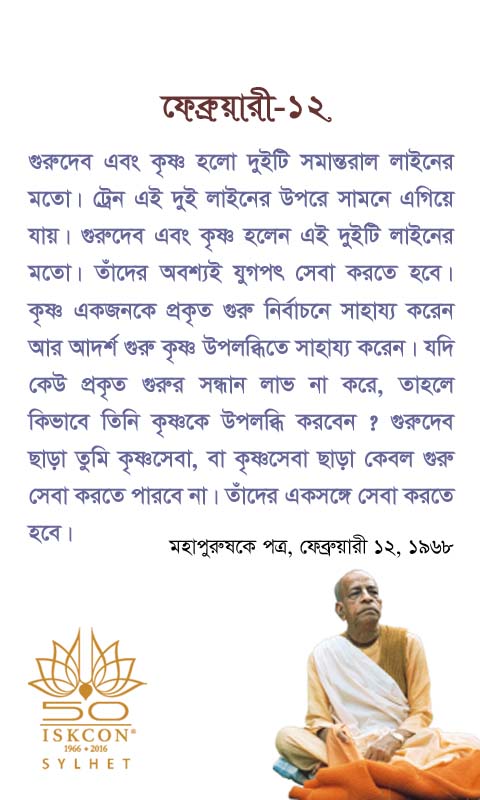 ফেব্রুয়ারী-১২
গুরুদেব এবং কৃষ্ণ হলো দুইটি সমান্তরাল লাইনের
মতো। ট্রেন এই দুই লাইনের উপরে সামনে এগিয়ে
যায়। গুরুদেব এবং কৃষ্ণ হলেন এই দুইটি লাইনের
মতো। তাঁদের অবশ্যই যুগপৎ সেবা করতে হবে।
কৃষ্ণ একজনকে প্রকৃত গুরু নির্বাচনে সাহায্য করেন
আর আদর্শ গুরু কৃষ্ণ উপলব্ধিতে সাহায্য করেন। যদি
কেউ প্রকৃত গুরুর সন্ধান লাভ না করে, তাহলে
কিভাবে তিনি কৃষ্ণকে উপলব্ধি করবেন ? গুরুদেব
ছাড়া তুমি কৃষ্ণসেবা, বা কৃষ্ণসেবা ছাড়া কেবল গুরু
সেবা করতে পারবে না। তাঁদের একসঙ্গে সেবা করতে
হবে।
মহাপুরুষকে পত্র, ফেব্রুয়ারী ১২, ১৯৬৮
50
ISKCON®
1966 • 2016
SYLHET